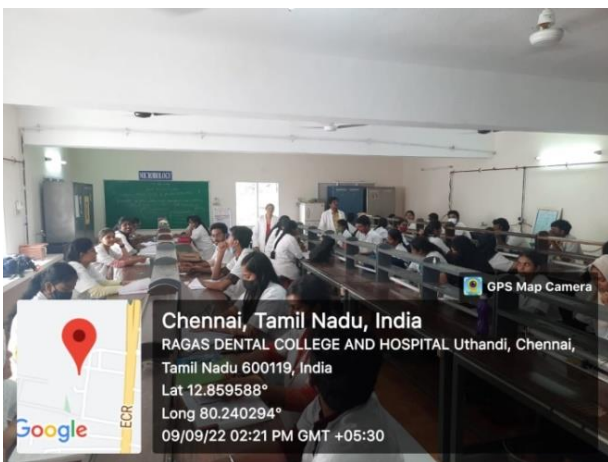 GPS Map Camera
Chennai, Tamil Nadu, India
RAGAS DENTAL COLLEGE AND HOSPITAL Uthandi, Chennai,
Tamil Nadu 600119, India
Lat 12.859588°
Long 80.240294°
09/09/22 02:21 PM GMT +05:30
Google
ECR